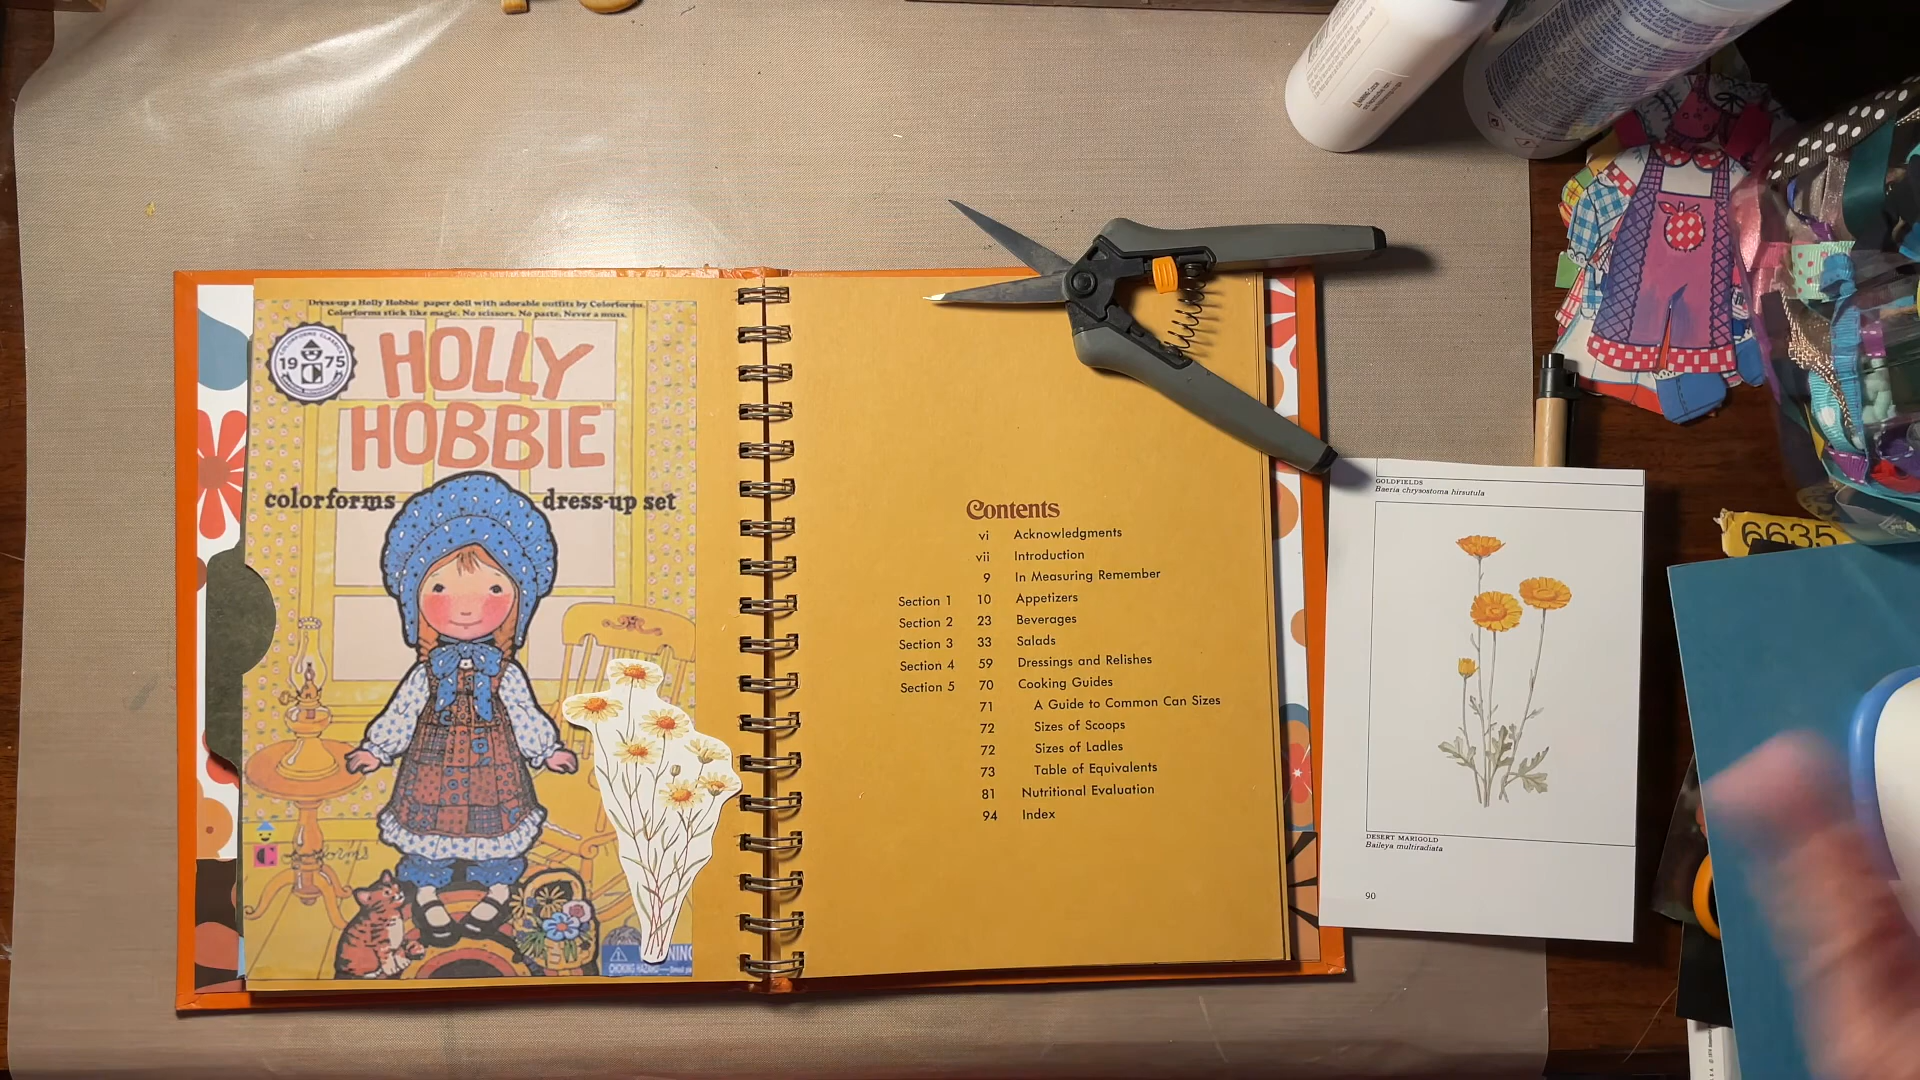 Dress-up a Holly Hobbie paper doll with adorable outfits by Colorforms.
Colorforms stick like magic. No scissors. No paste. Never a muss.
1975
HOLLY
HOBBIE
colorforms dress-up set
CHOKING HAZARD
Contents
vi Acknowledgments
vii Introduction
9 In Measuring Remember
Section 1 10 Appetizers
Section 2 23 Beverages
Section 3 33 Salads
Section 4 59 Dressings and Relishes
Section 5 70 Cooking Guides
71 A Guide to Common Can Sizes
72 Sizes of Scoops
72 Sizes of Ladles
73 Table of Equivalents
81 Nutritional Evaluation
94 Index
GOLDFIELDS
Baeria chrysostoma hirsutula
DESERT MARIGOLD
Baileya multiradiata
90
6635